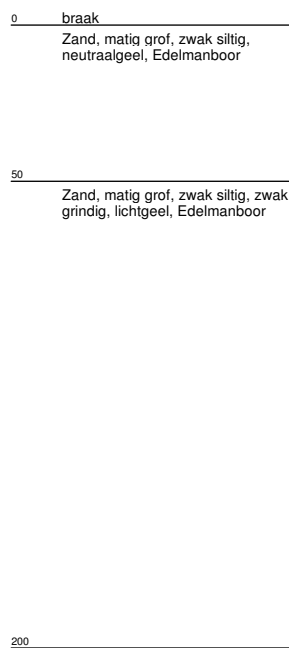 0 braak
Zand, matig grof, zwak siltig,
neutraalgeel, Edelmanboor
50
Zand, matig grof, zwak siltig, zwak
grindig, lichtgeel, Edelmanboor
200